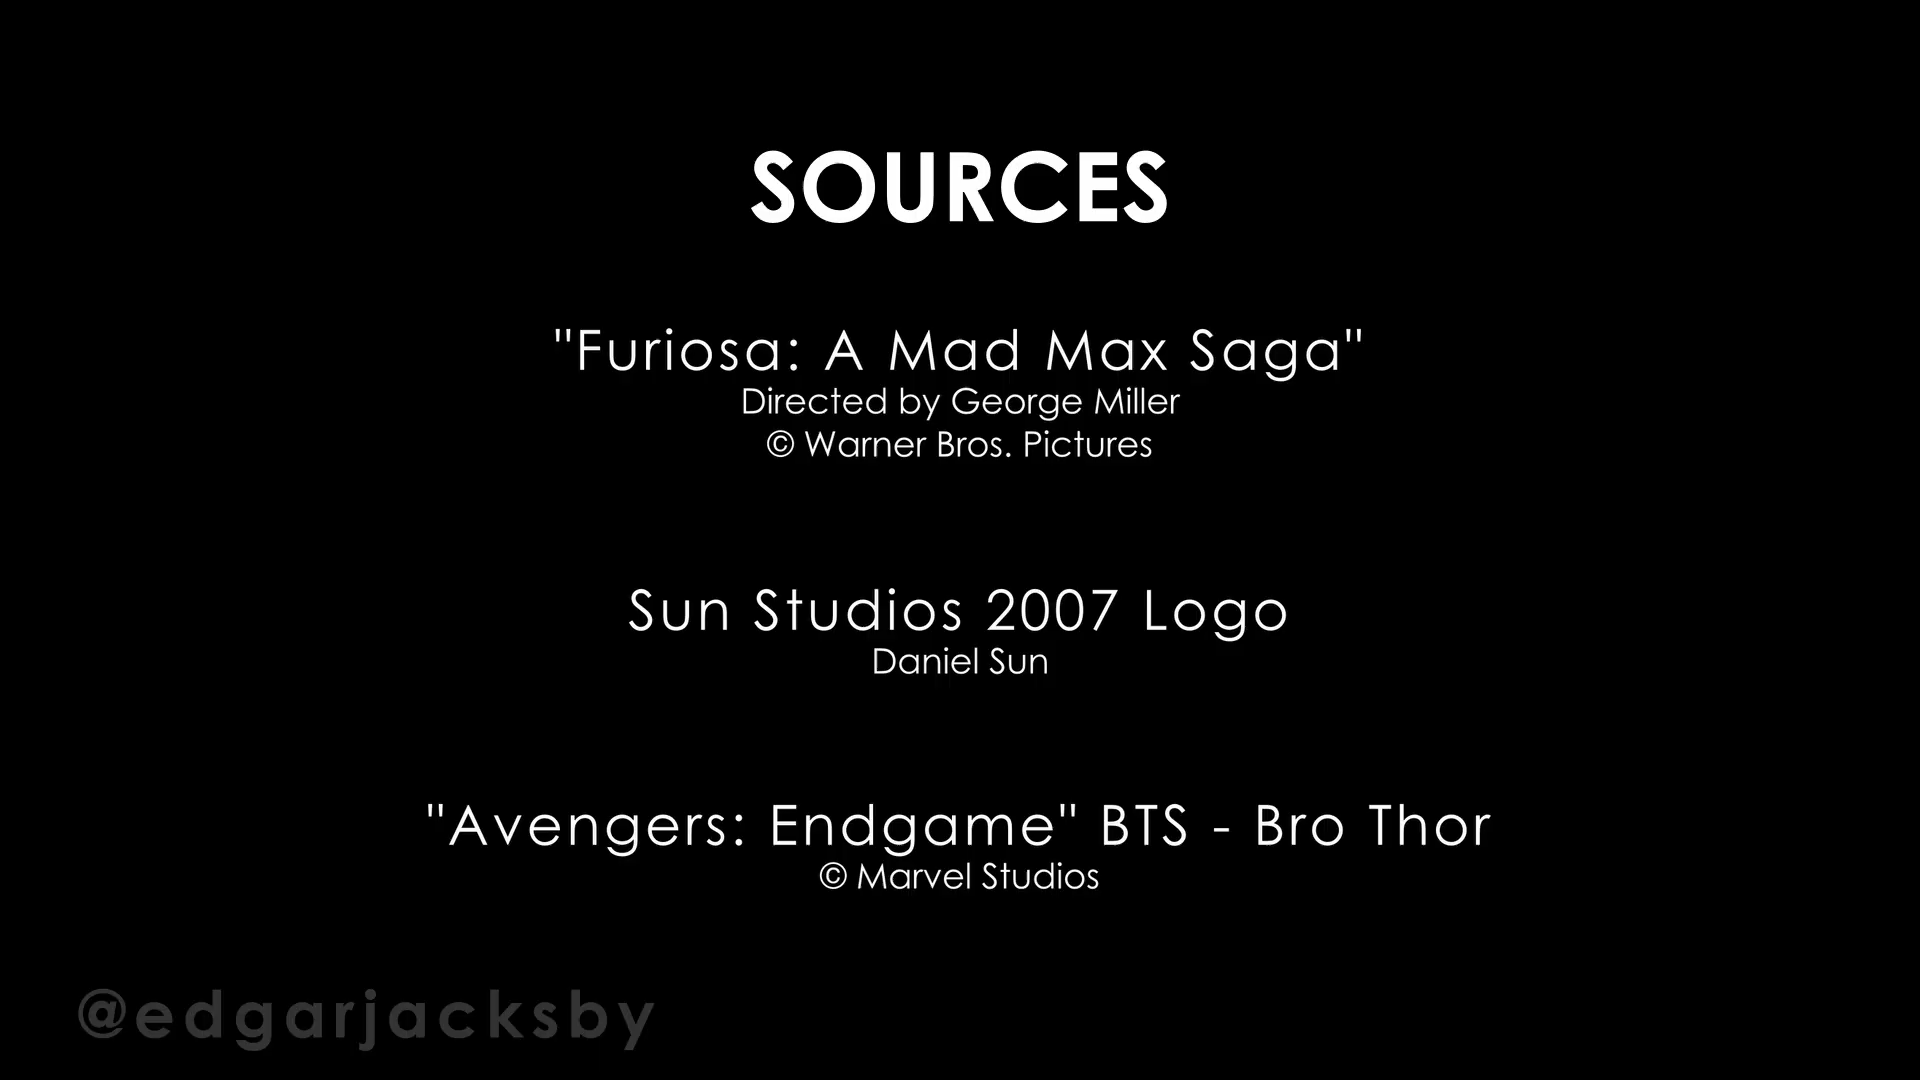 SOURCES
"Furiosa: A Mad Max Saga"
Directed by George Miller
© Warner Bros. Pictures
Sun Studios 2007 Logo
Daniel Sun
"Avengers: Endgame" BTS - Bro Thor
© Marvel Studios
@edgarjacksby